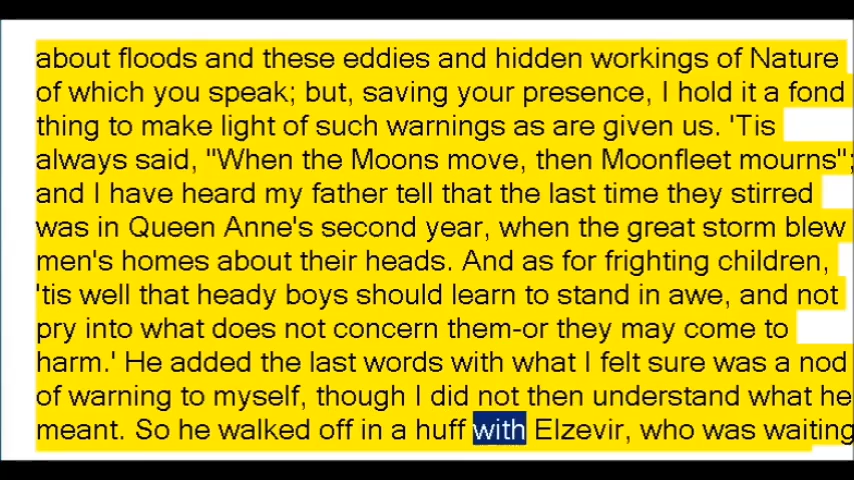 about floods and these eddies and hidden workings of Nature
of which you speak; but, saving your presence, I hold it a fond
thing to make light of such warnings as are given us. 'Tis
always said, "When the Moons move, then Moonfleet mourns";
and I have heard my father tell that the last time they stirred
was in Queen Anne's second year, when the great storm blew
men's homes about their heads. And as for frighting children,
'tis well that heady boys should learn to stand in awe, and not
pry into what does not concern them-or they may come to
harm.' He added the last words with what I felt sure was a nod
of warning to myself, though I did not then understand what he
meant. So he walked off in a huff with Elzevir, who was waiting